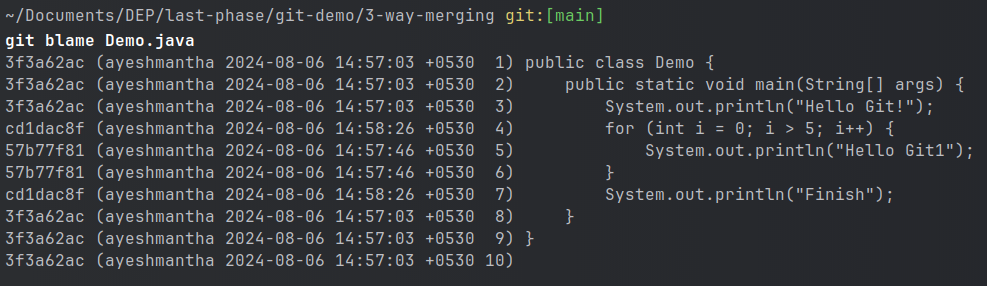 ~/Documents/DEP/last-phase/git-demo/3-way-merging git:[main]
git blame Demo.java
3f3a62ac (ayeshmantha 2024-08-06 14:57:03 +0530  1) public class Demo {
3f3a62ac (ayeshmantha 2024-08-06 14:57:03 +0530  2)     public static void main(String[] args) {
3f3a62ac (ayeshmantha 2024-08-06 14:57:03 +0530  3)         System.out.println("Hello Git!");
cd1dac8f (ayeshmantha 2024-08-06 14:58:26 +0530  4)         for (int i = 0; i > 5; i++) {
57b77f81 (ayeshmantha 2024-08-06 14:57:46 +0530  5)             System.out.println("Hello Git1");
57b77f81 (ayeshmantha 2024-08-06 14:57:46 +0530  6)         }
cd1dac8f (ayeshmantha 2024-08-06 14:58:26 +0530  7)         System.out.println("Finish");
3f3a62ac (ayeshmantha 2024-08-06 14:57:03 +0530  8)     }
3f3a62ac (ayeshmantha 2024-08-06 14:57:03 +0530  9) }
3f3a62ac (ayeshmantha 2024-08-06 14:57:03 +0530 10)